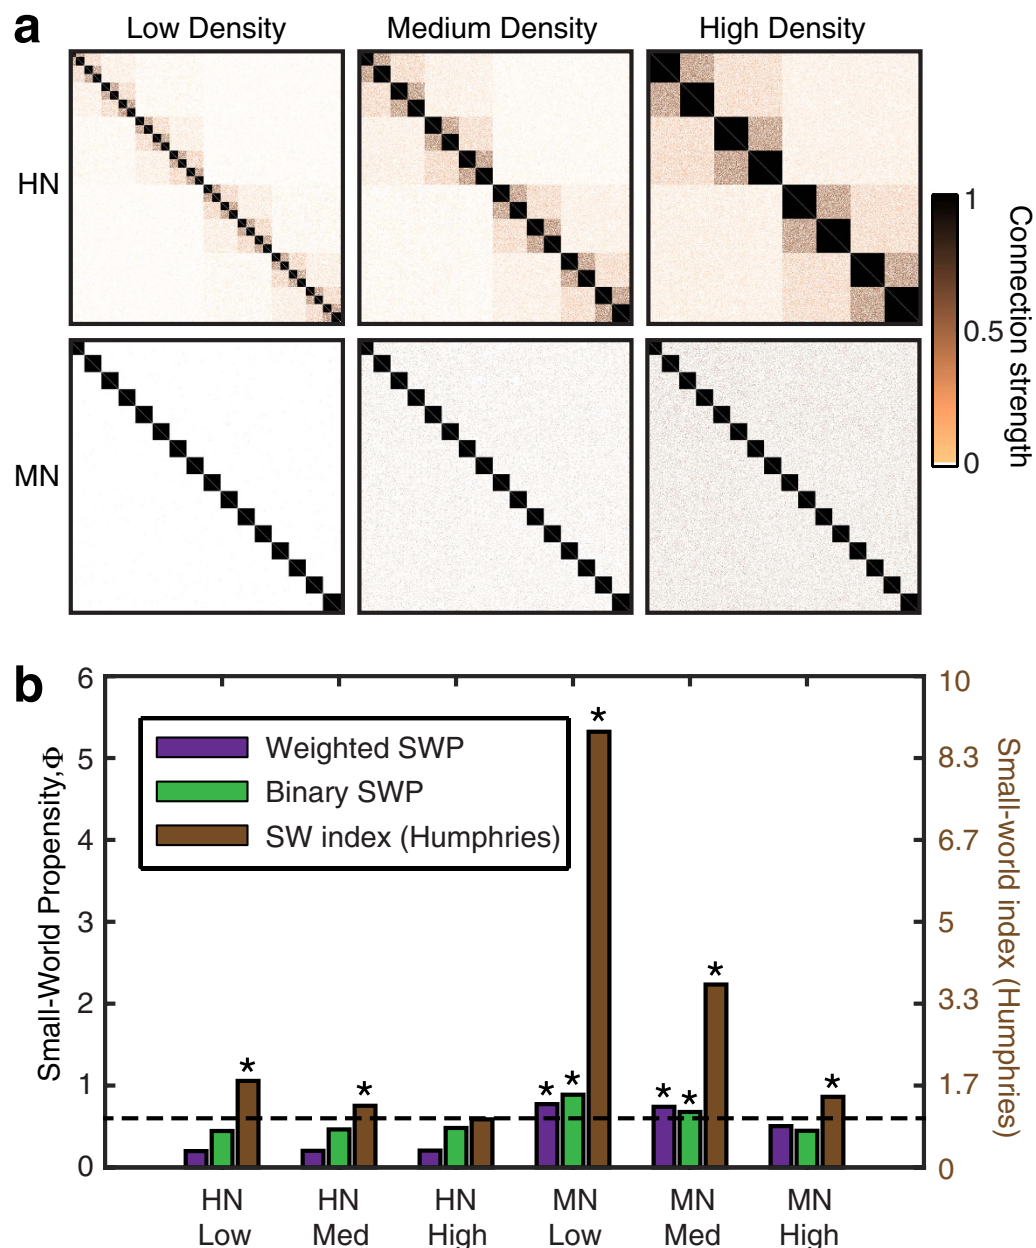 a
Low Density
Medium Density
High Density
HN
MN
1
0.5
0
Connection strength
b
6
5
4
3
2
1
0
Small-World Propensity,Φ
Weighted SWP
Binary SWP
SW index (Humphries)
*
*
*
*
*
*
*
*
*
10
8.3
6.7
5
3.3
1.7
0
Small-world index (Humphries)
HN
Low
HN
Med
HN
High
MN
Low
MN
Med
MN
High